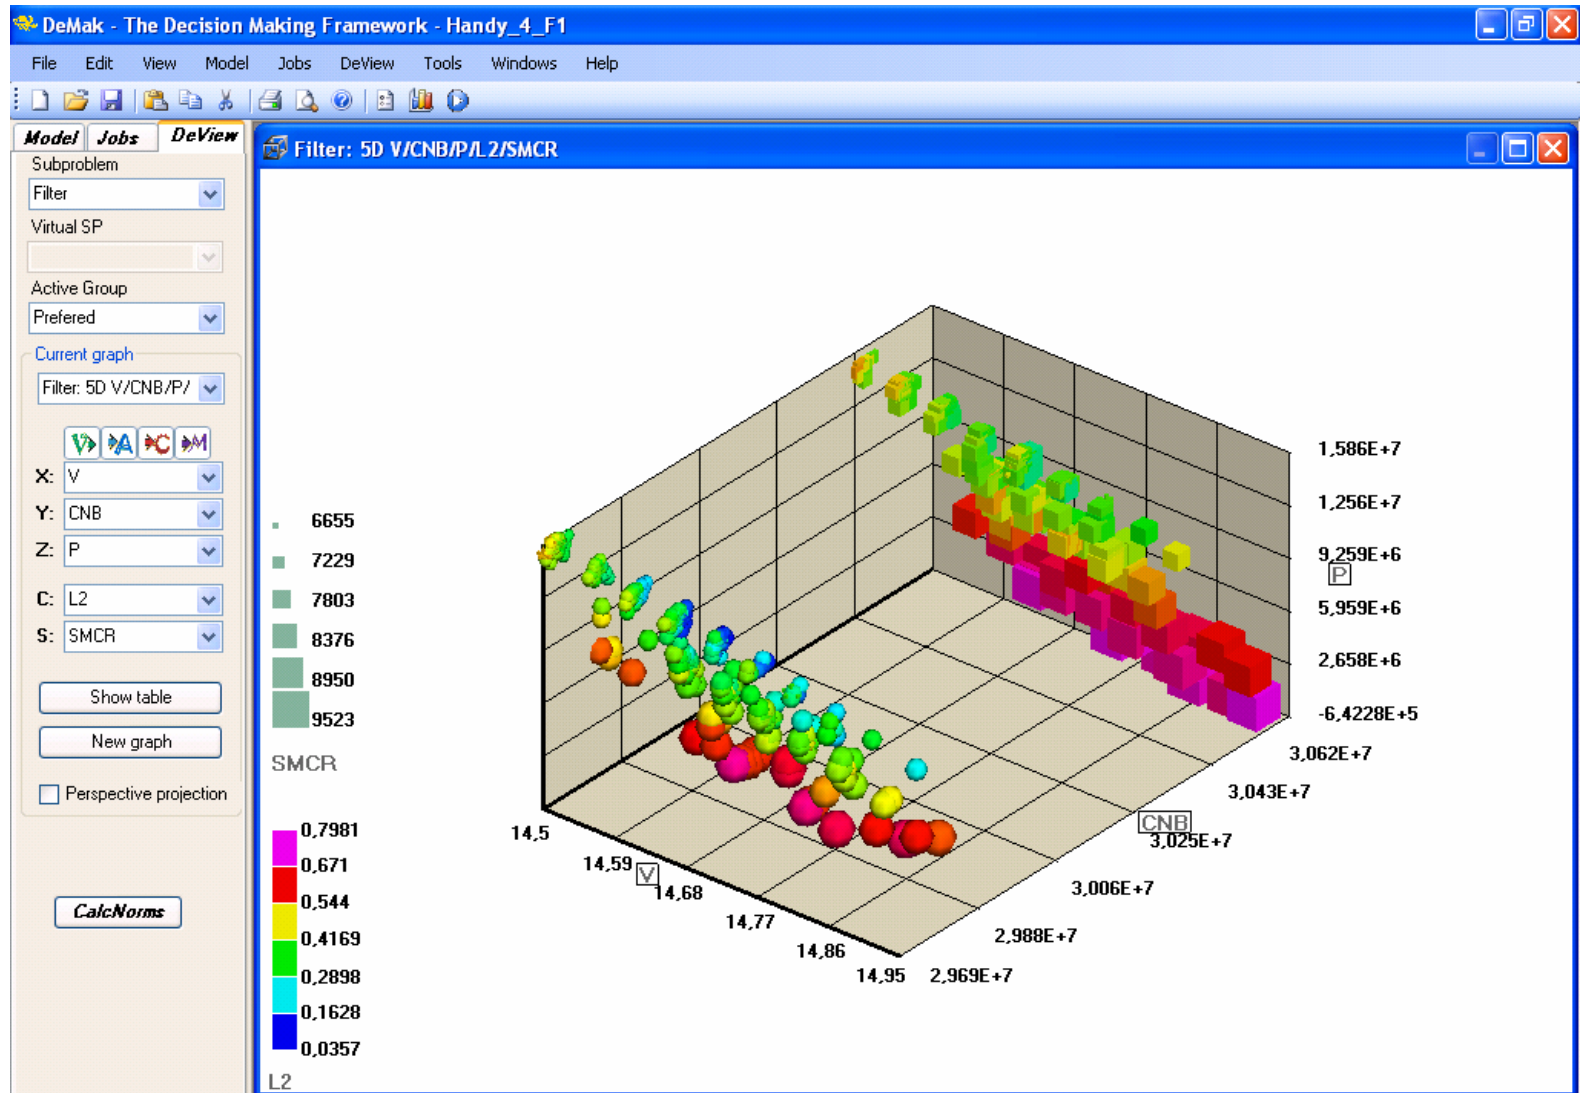 DeMak - The Decision Making Framework - Handy_4_F1
File Edit View Model Jobs DeView Tools Windows Help
Model Jobs DeView
Subproblem
Filter
Virtual SP
Active Group
Prefered
Current graph
Filter: 5D V/CNB/P/
V A C M
X: V
Y: CNB
Z: P
C: L2
S: SMCR
Show table
New graph
Perspective projection
CalcNorms
Filter: 5D V/CNB/P/L2/SMCR
6655
7229
7803
8376
8950
9523
SMCR
0,7981
0,671
0,544
0,4169
0,2898
0,1628
0,0357
L2
1,586E+7
1,256E+7
9,259E+6
P
5,959E+6
2,658E+6
-6,4228E+5
3,062E+7
3,043E+7
CNB
3,025E+7
3,006E+7
2,988E+7
2,969E+7
14,5
14,59
V
14,68
14,77
14,86
14,95